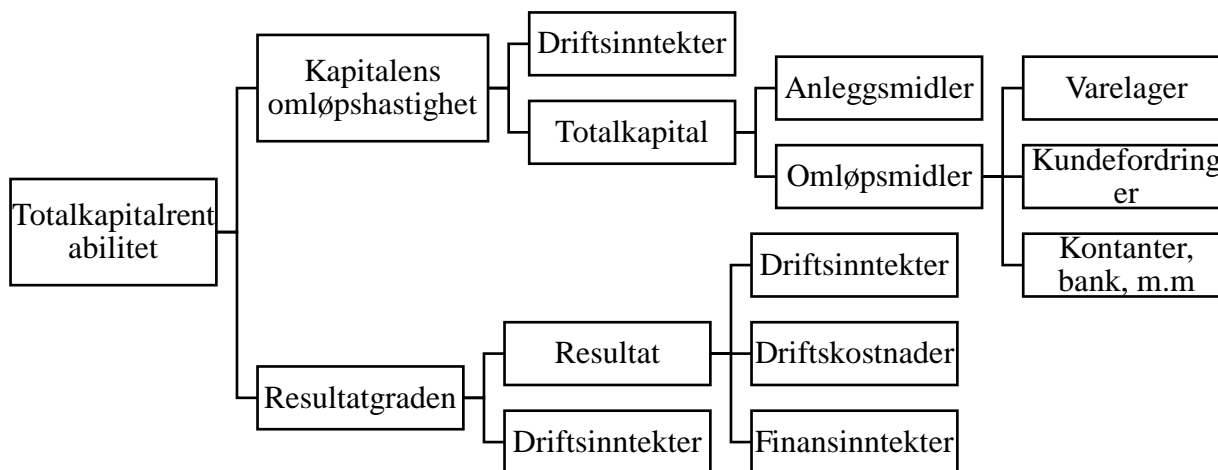 Totalkapitalrent
abilitet
Kapitalens
omløpshastighet
Driftsinntekter
Totalkapital
Anleggsmidler
Omløpsmidler
Varelager
Kundefordring
er
Kontanter,
bank, m.m
Resultatgraden
Resultat
Driftsinntekter
Driftskostnader
Finansinntekter
Driftsinntekter